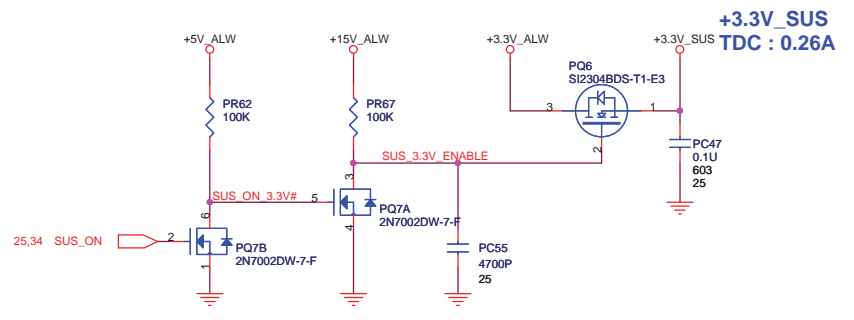 +3.3V_SUS
TDC : 0.26A
+5V_ALW
+15V_ALW
+3.3V_ALW
+3.3V_SUS
PQ6
SI2304BDS-T1-E3
3
1
2
PR62
100K
PR67
100K
PC47
0.1U
603
25
SUS_3.3V_ENABLE
SUS_ON_3.3V#
3
5
4
PQ7A
2N7002DW-7-F
6
25,34 SUS_ON
2
1
PQ7B
2N7002DW-7-F
PC55
4700P
25